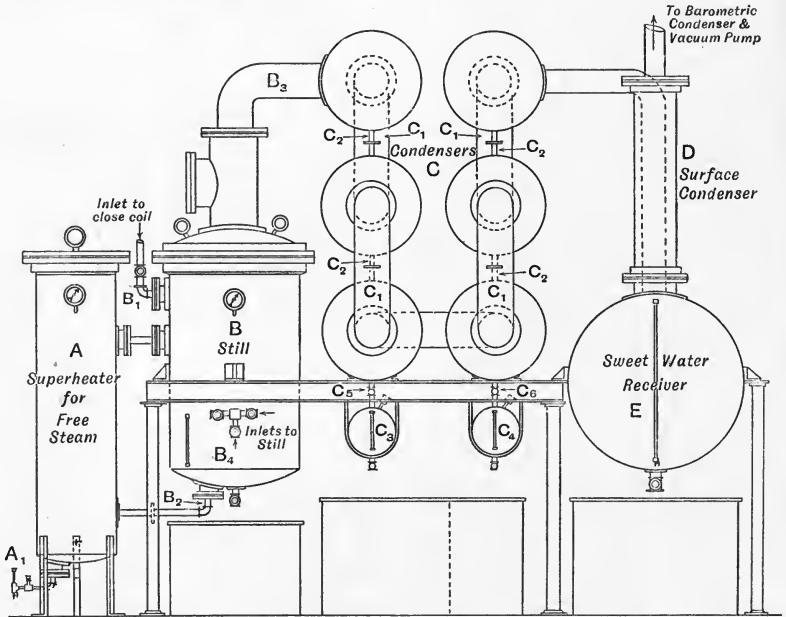 To Barometric
Condenser &
Vacuum Pump
B3
C2
C1
C1
C2
Condensers
C
D
Surface
Condenser
Inlet to
close coil
C2
C1
C1
C2
B1
A
Superheater
for
Free
Steam
B
Still
Sweet Water
Receiver
E
C5
C6
C3
C4
Inlets to
Still
B4
B2
A1